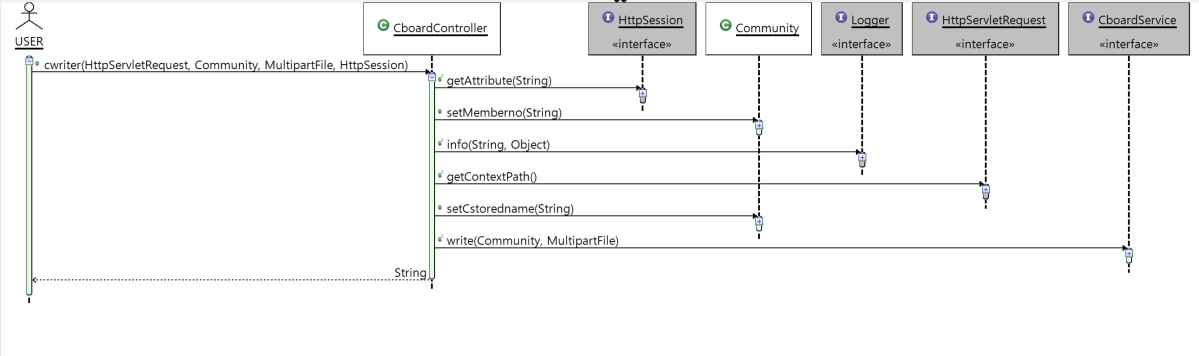 USER
C CboardController
I HttpSession
«interface»
C Community
I Logger
«interface»
I HttpServletRequest
«interface»
I CboardService
«interface»
cwriter(HttpServletRequest, Community, MultipartFile, HttpSession)
getAttribute(String)
setMemberno(String)
info(String, Object)
getContextPath()
setCstoredname(String)
write(Community, MultipartFile)
String